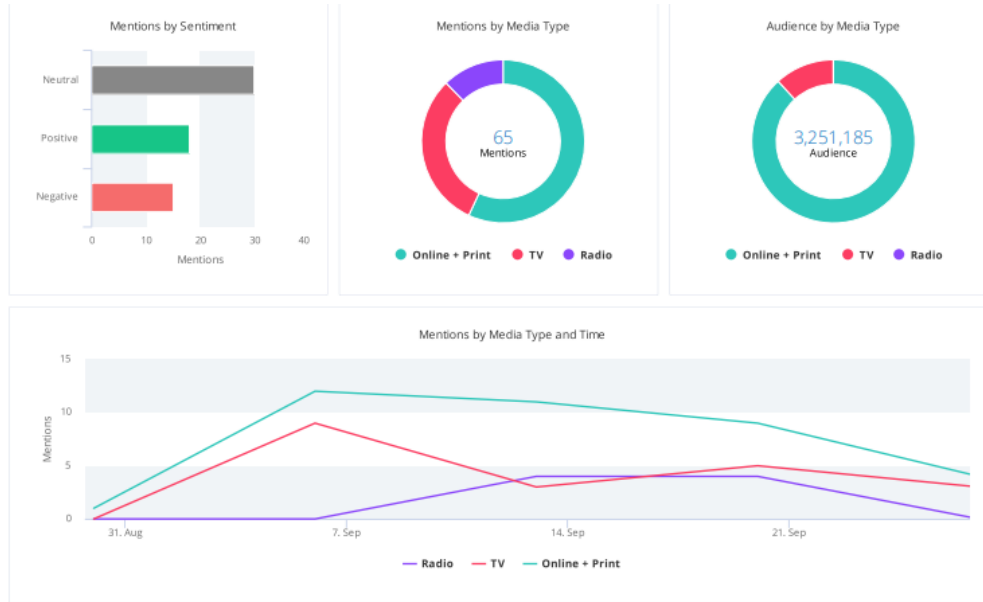 Mentions by Sentiment
Neutral
Positive
Negative
0 10 20 30 40
Mentions
Mentions by Media Type
65
Mentions
Online + Print TV Radio
Audience by Media Type
3,251,185
Audience
Online + Print TV Radio
Mentions by Media Type and Time
Mentions
15
10
5
0
31. Aug 7. Sep 14. Sep 21. Sep
Radio TV Online + Print